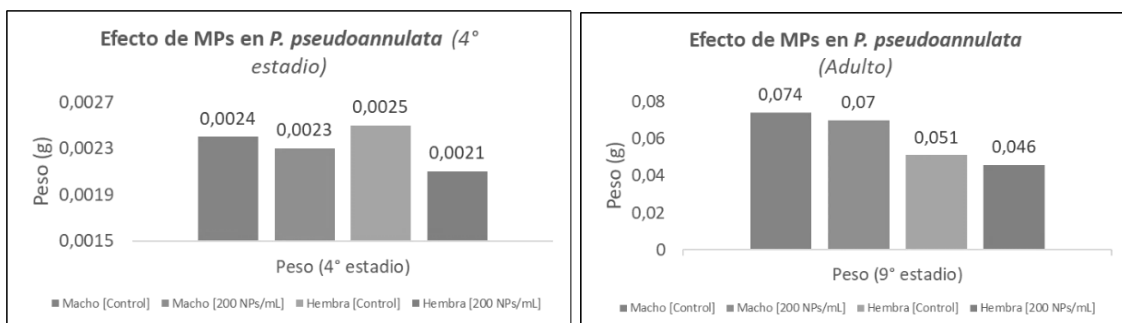 Efecto de MPs en P. pseudoannulata (4°
estadio)
0,0027
0,0023
0,0019
0,0015
Peso (g)
0,0024
0,0023
0,0025
0,0021
Peso (4° estadio)
Macho [Control] Macho [200 NPs/mL] Hembra [Control] Hembra [200 NPs/mL]
Efecto de MPs en P. pseudoannulata
(Adulto)
0,08
0,06
0,04
0,02
0
Peso (g)
0,074
0,07
0,051
0,046
Peso (9° estadio)
Macho [Control] Macho [200 NPs/mL] Hembra [Control] Hembra [200 NPs/mL]